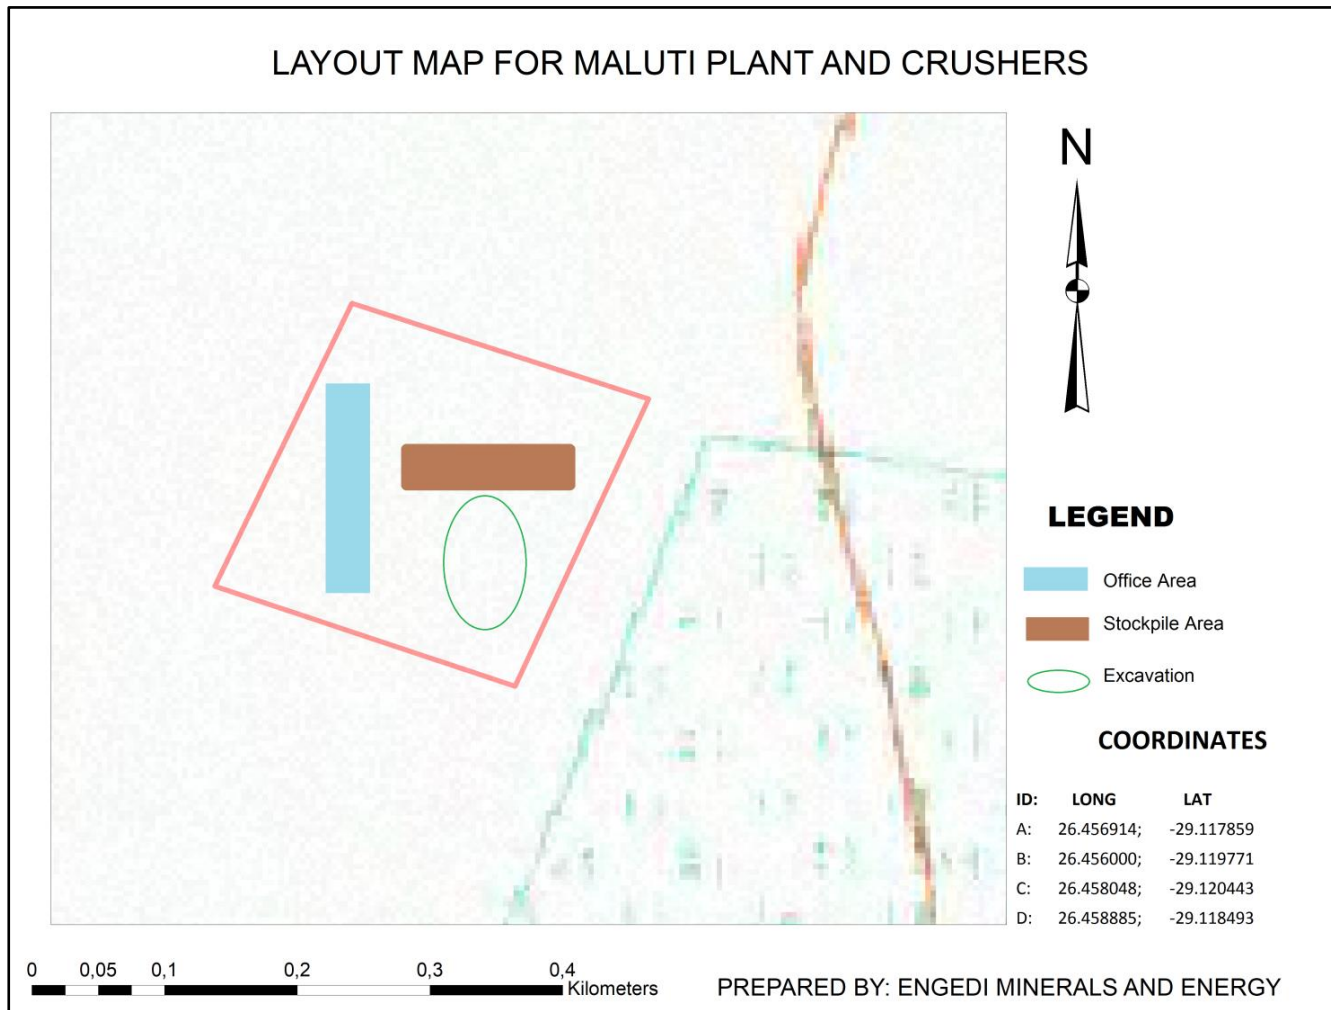 LAYOUT MAP FOR MALUTI PLANT AND CRUSHERS
N
LEGEND
Office Area
Stockpile Area
Excavation
COORDINATES
ID: LONG LAT
A: 26.456914; -29.117859
B: 26.456000; -29.119771
C: 26.458048; -29.120443
D: 26.458885; -29.118493
0 0,05 0,1 0,2 0,3 0,4
Kilometers
PREPARED BY: ENGEDI MINERALS AND ENERGY